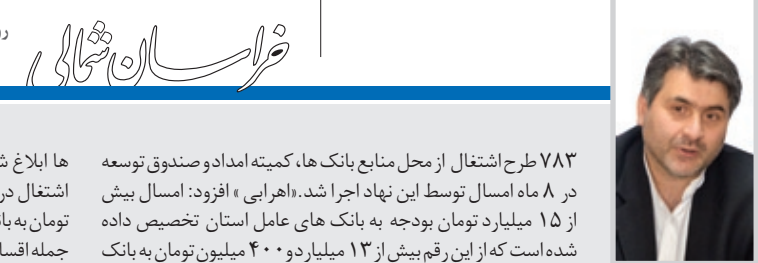 خراسان شمالی
۷۸۳ طرح اشتغال از محل منابع بانک ها، کمیته امداد و صندوق توسعه
در ۸ ماه امسال توسط این نهاد اجرا شد.«اهرابی» افزود: امسال بیش
از ۱۵ میلیارد تومان بودجه به بانک های عامل استان تخصیص داده
شده است که از این رقم بیش از ۱۳ میلیارد و ۴۰۰ میلیون تومان به بانک
ها ابلاغ
اشتغال در
تومان به
جمله